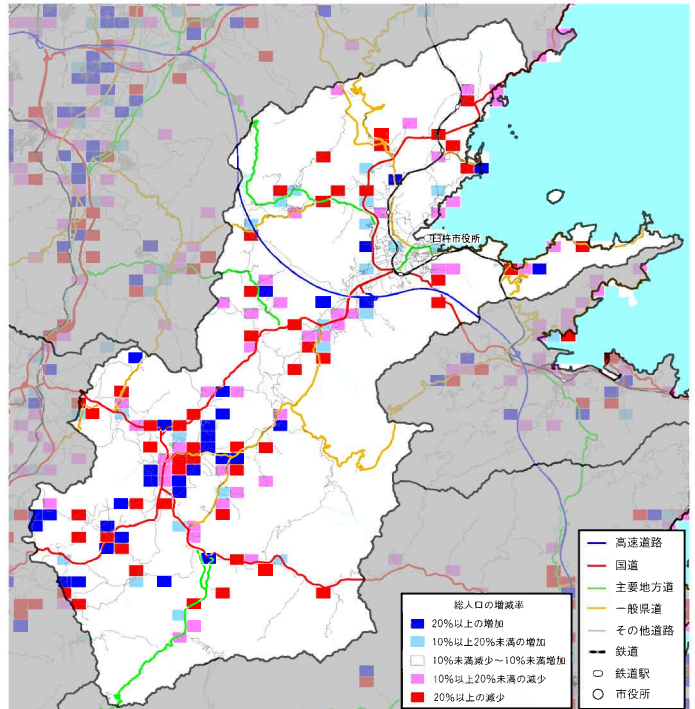 臼杵市役所
総人口の増減率
20%以上の増加
10%以上20%未満の増加
10%未満減少～10%未満増加
10%以上20%未満の減少
20%以上の減少
高速道路
国道
主要地方道
一般県道
その他道路
鉄道
鉄道駅
市役所